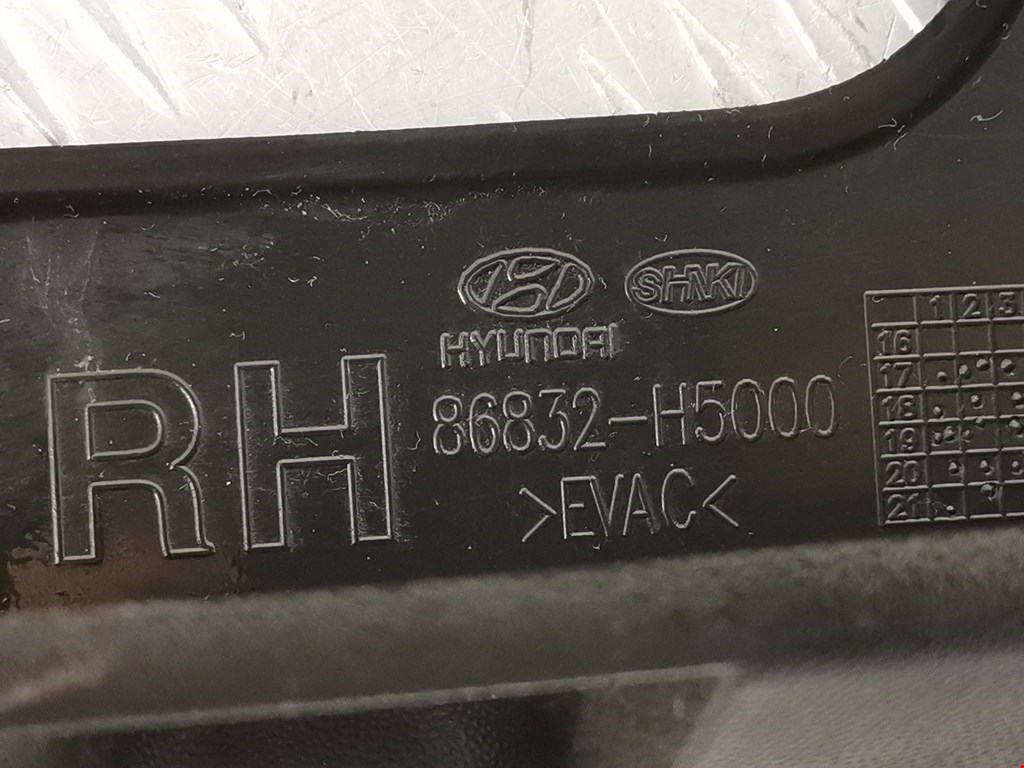 SHNKI
HYUNDAI
RH
86832-H5000
>EVAC<
1 2 3
16
17
18
19
20
21